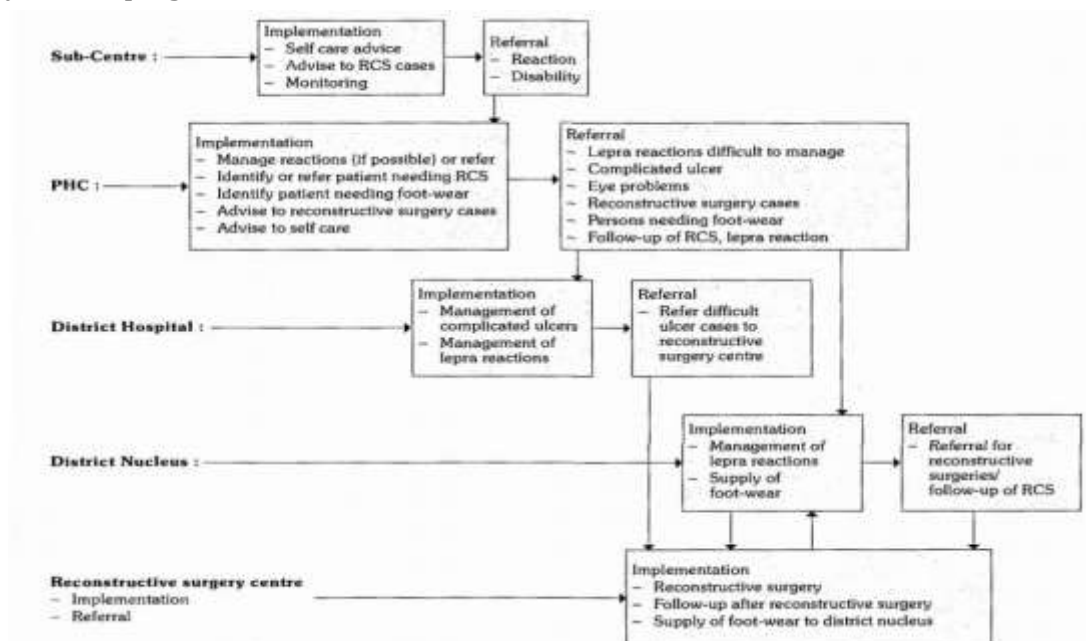 Sub-Centre :
Implementation
– Self care advice
– Advise to RCS cases
– Monitoring
Referral
– Reaction
– Disability
PHC :
Implementation
– Manage reactions (if possible) or refer
– Identify or refer patient needing RCS
– Identify patient needing foot-wear
– Advise to reconstructive surgery cases
– Advise to self care
Referral
– Lepra reactions difficult to manage
– Complicated ulcer
– Eye problems
– Reconstructive surgery cases
– Persons needing foot-wear
– Follow-up of RCS, lepra reaction
District Hospital :
Implementation
– Management of
complicated ulcers
– Management of
lepra reactions
Referral
– Refer difficult
ulcer cases to
reconstructive
surgery centre
District Nucleus :
Implementation
– Management of
lepra reactions
– Supply of
foot-wear
Referral
– Referral for
reconstructive
surgeries/
follow-up of RCS
Reconstructive surgery centre
– Implementation
– Referral
Implementation
– Reconstructive surgery
– Follow-up after reconstructive surgery
– Supply of foot-wear to district nucleus